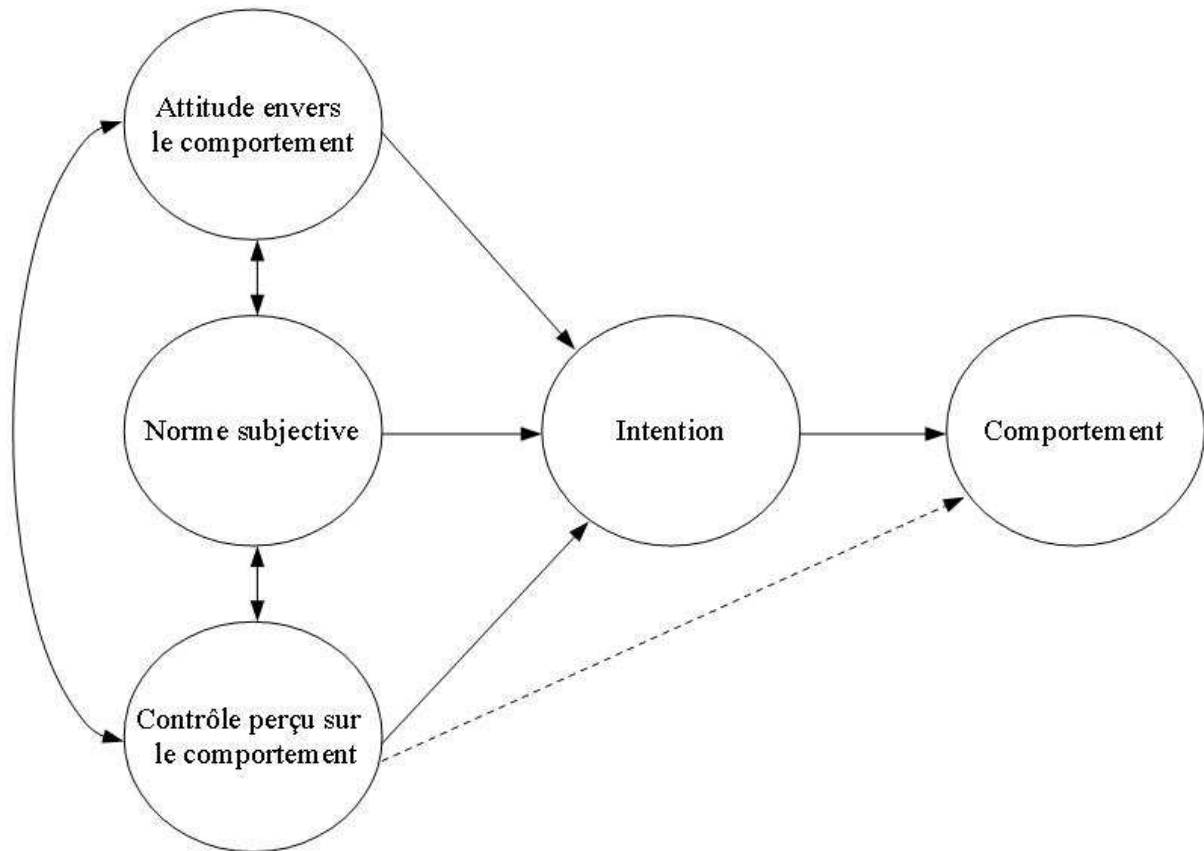 Attitude envers
le comportement
Norme subjective
Intention
Comportement
Contrôle perçu sur
le comportement